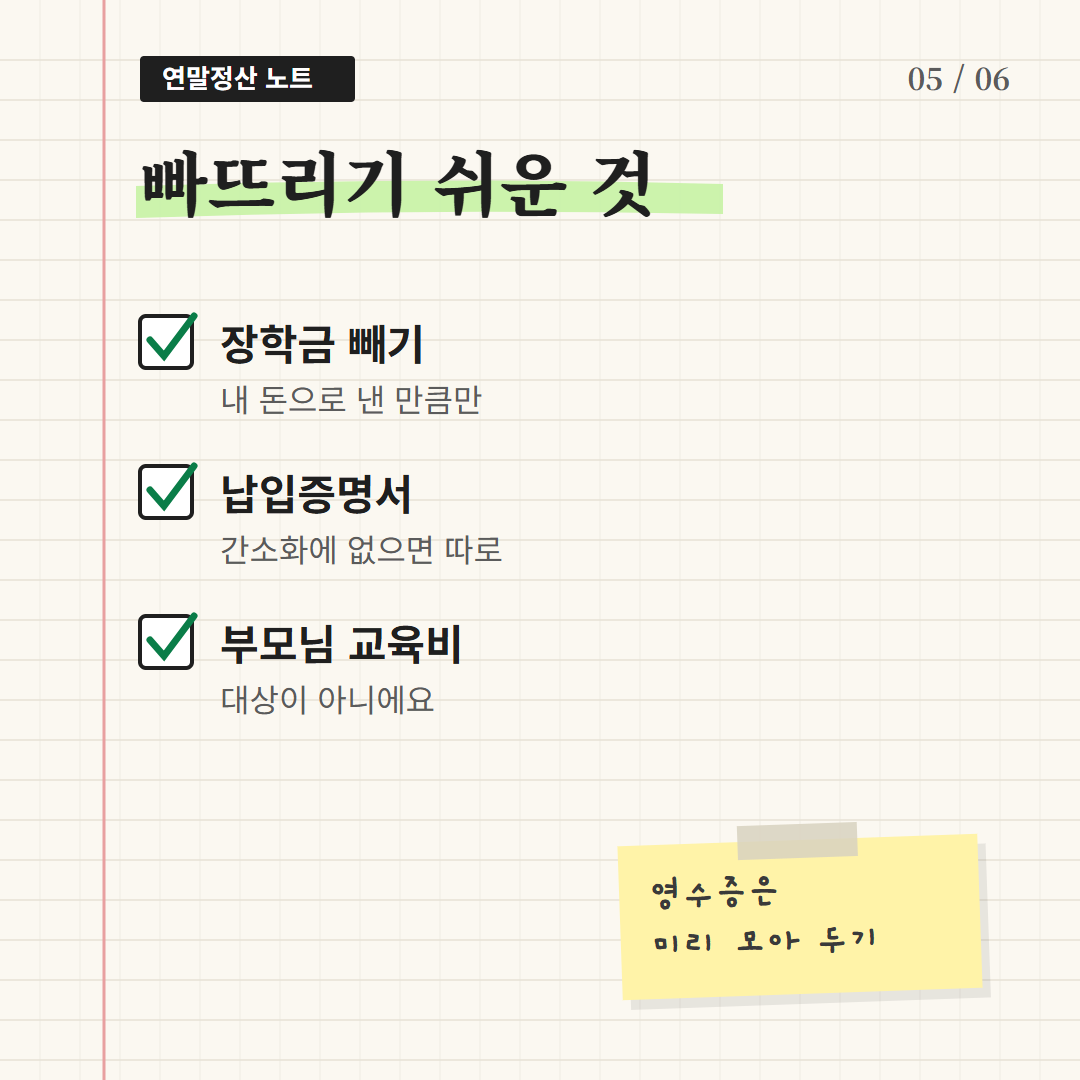 연말정산 노트
05 / 06
빠뜨리기 쉬운 것
장학금 빼기
내 돈으로 낸 만큼만
납입증명서
간소화에 없으면 따로
부모님 교육비
대상이 아니에요
영수증은
미리 모아 두기